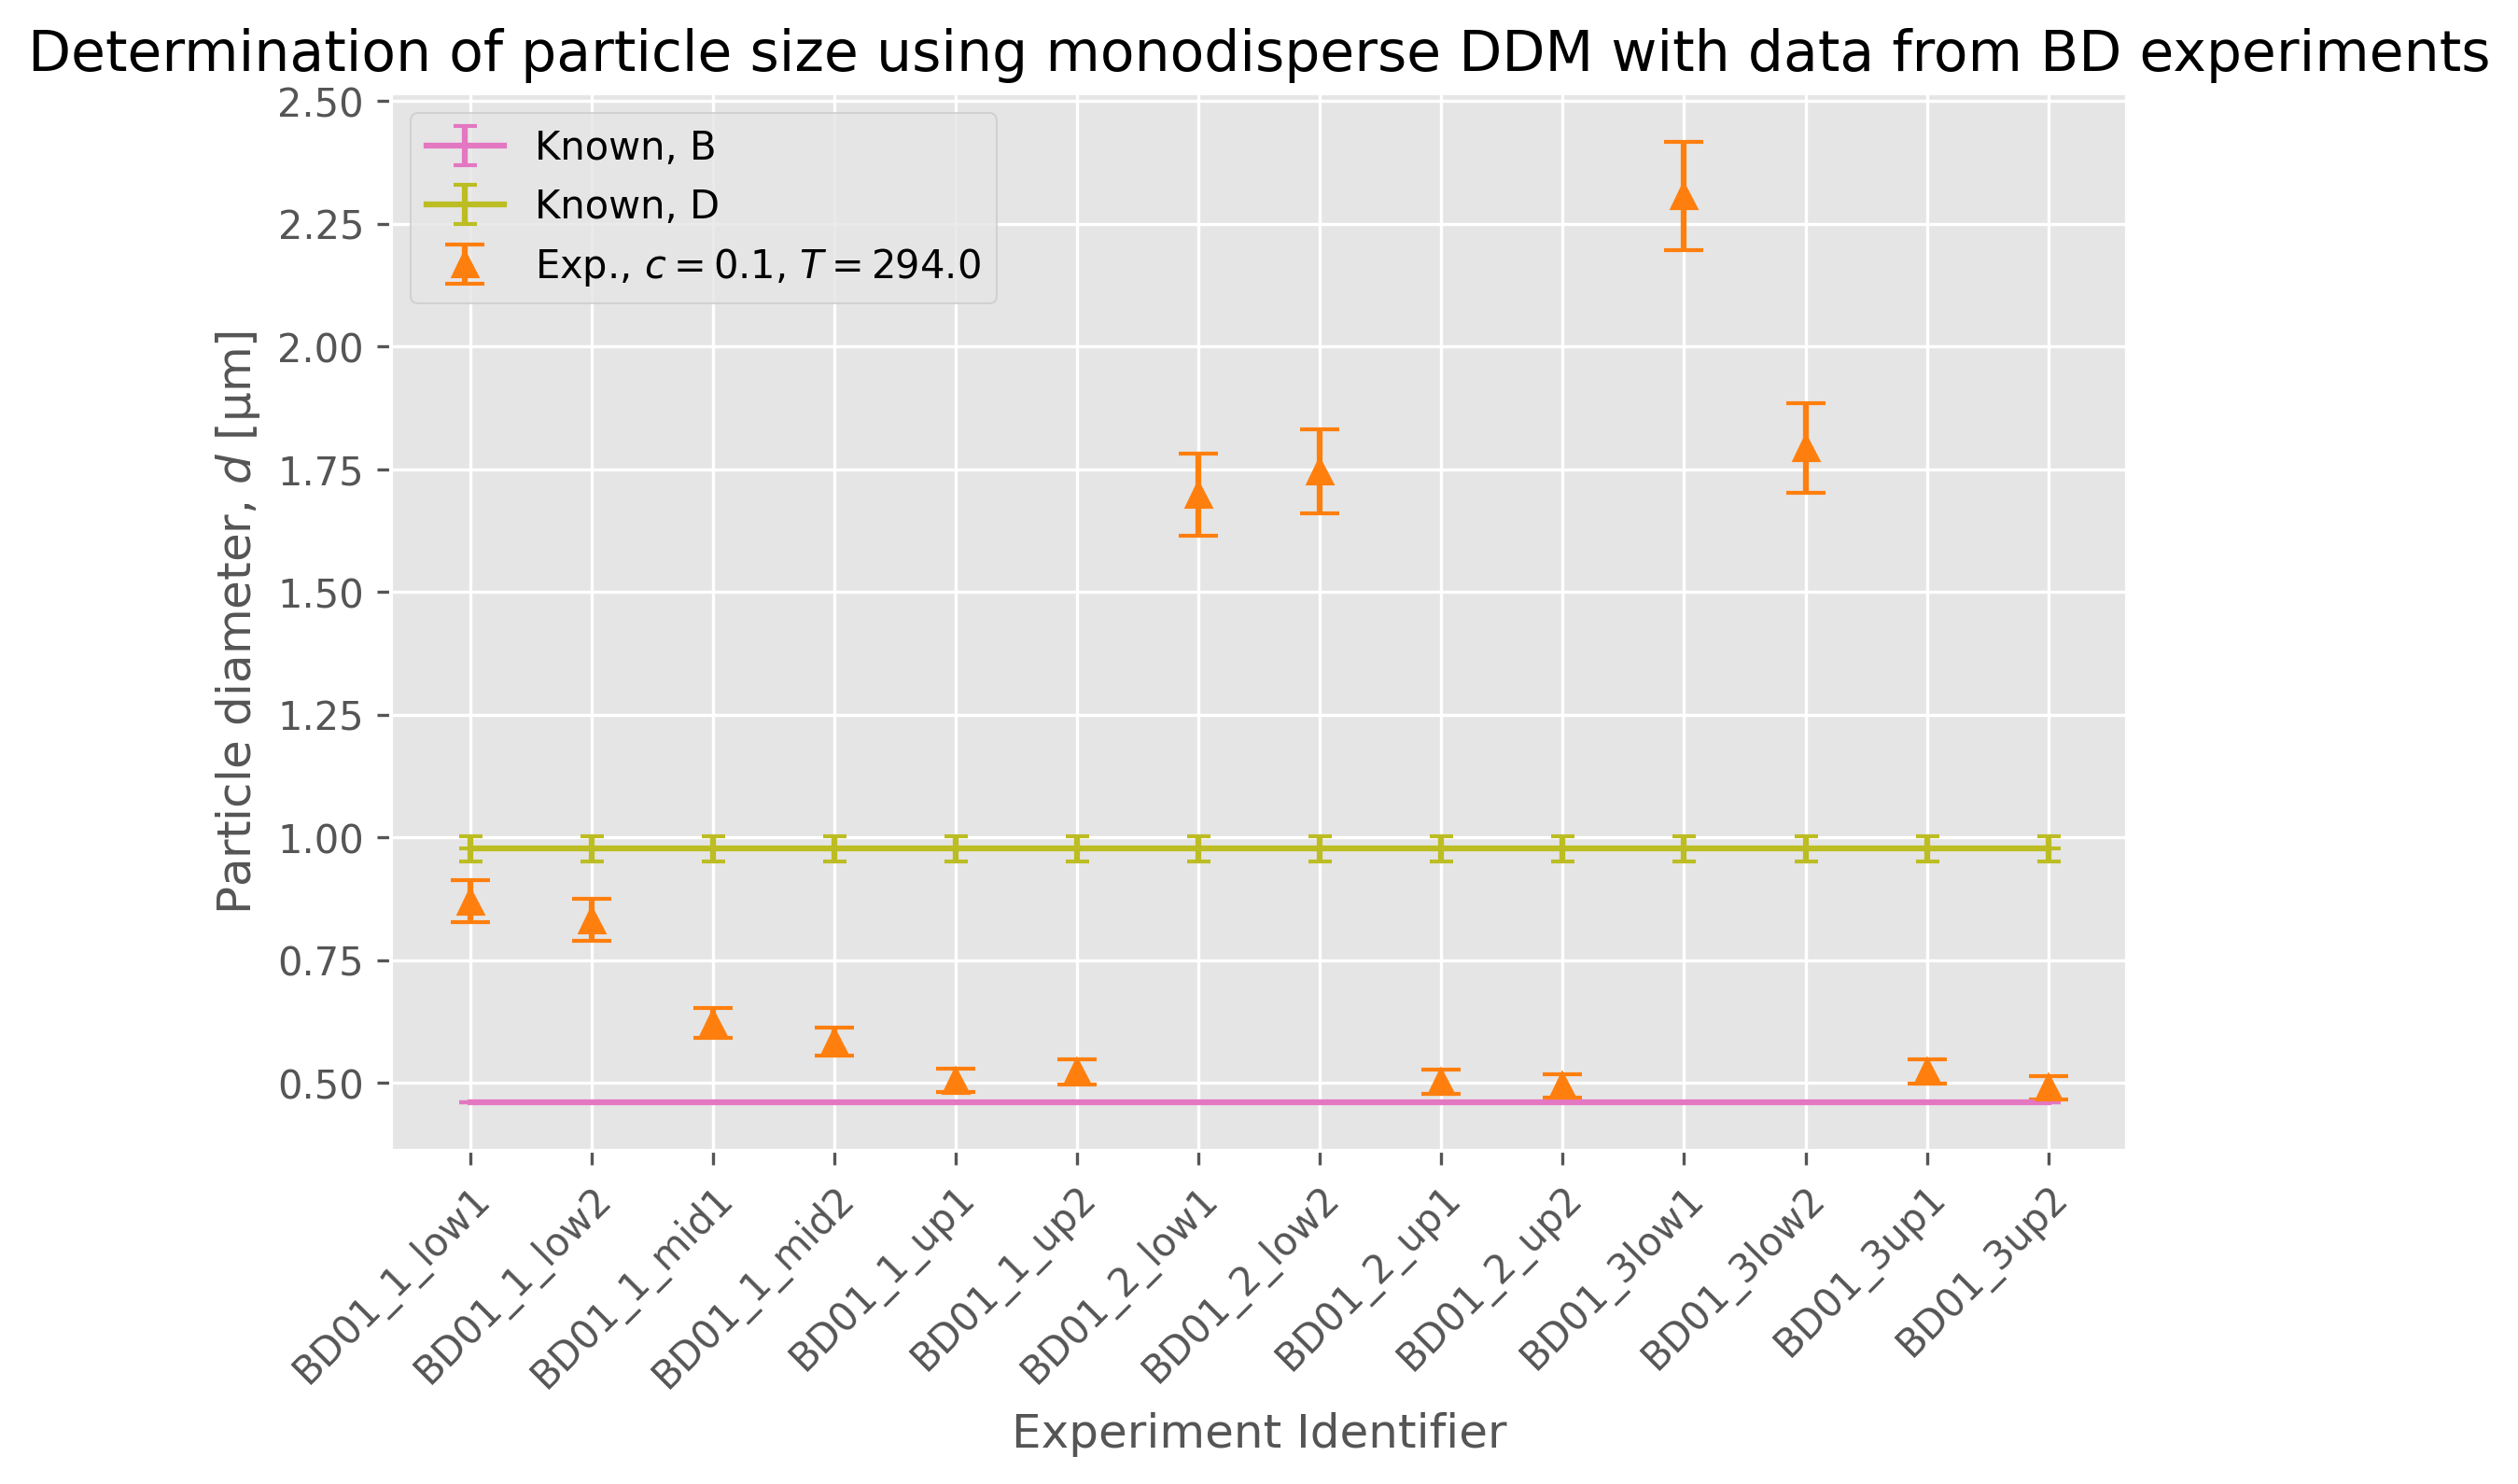 Determination of particle size using monodisperse DDM with data from BD experiments
2.50
2.25
2.00
1.75
1.50
1.25
1.00
0.75
0.50
Particle diameter, d [µm]
Known, B
Known, D
Exp., c = 0.1, T = 294.0
BD01_1_low1
BD01_1_low2
BD01_1_mid1
BD01_1_mid2
BD01_1_up1
BD01_1_up2
BD01_2_low1
BD01_2_low2
BD01_2_up1
BD01_2_up2
BD01_3low1
BD01_3low2
BD01_3up1
BD01_3up2
Experiment Identifier